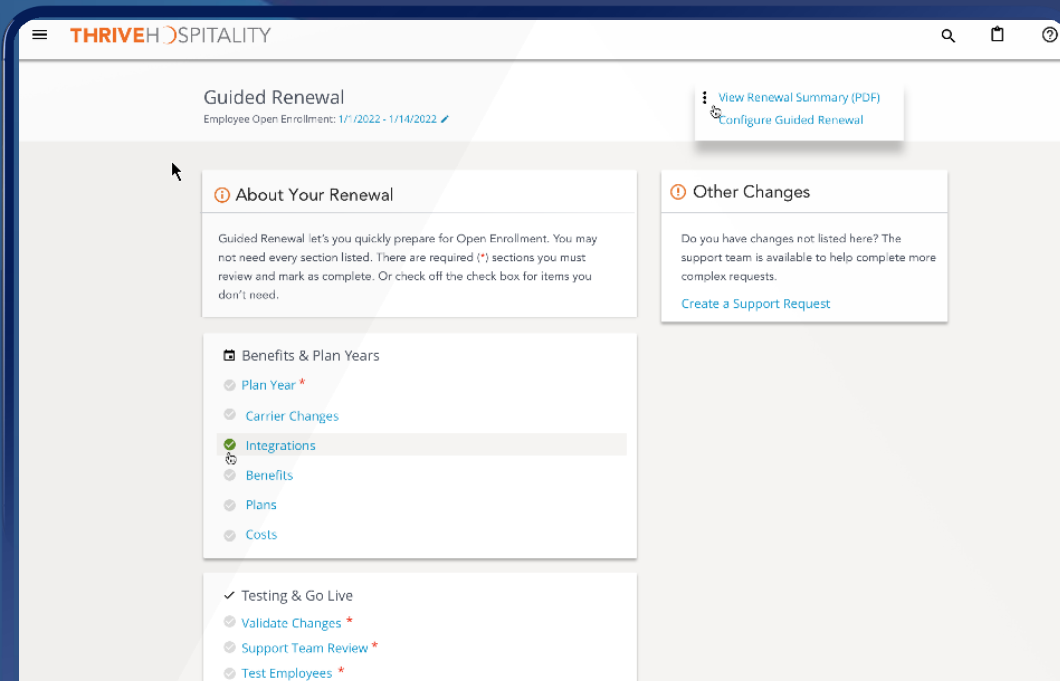 THRIVEHOSPITALITY
Guided Renewal
Employee Open Enrollment: 1/1/2022 - 1/14/2022
View Renewal Summary (PDF)
Configure Guided Renewal
About Your Renewal
Guided Renewal let's you quickly prepare for Open Enrollment. You may
not need every section listed. There are required (*) sections you must
review and mark as complete. Or check off the check box for items you
don't need.
Other Changes
Do you have changes not listed here? The
support team is available to help complete more
complex requests.
Create a Support Request
Benefits & Plan Years
Plan Year *
Carrier Changes
Integrations
Benefits
Plans
Costs
Testing & Go Live
Validate Changes *
Support Team Review *
Test Employees *